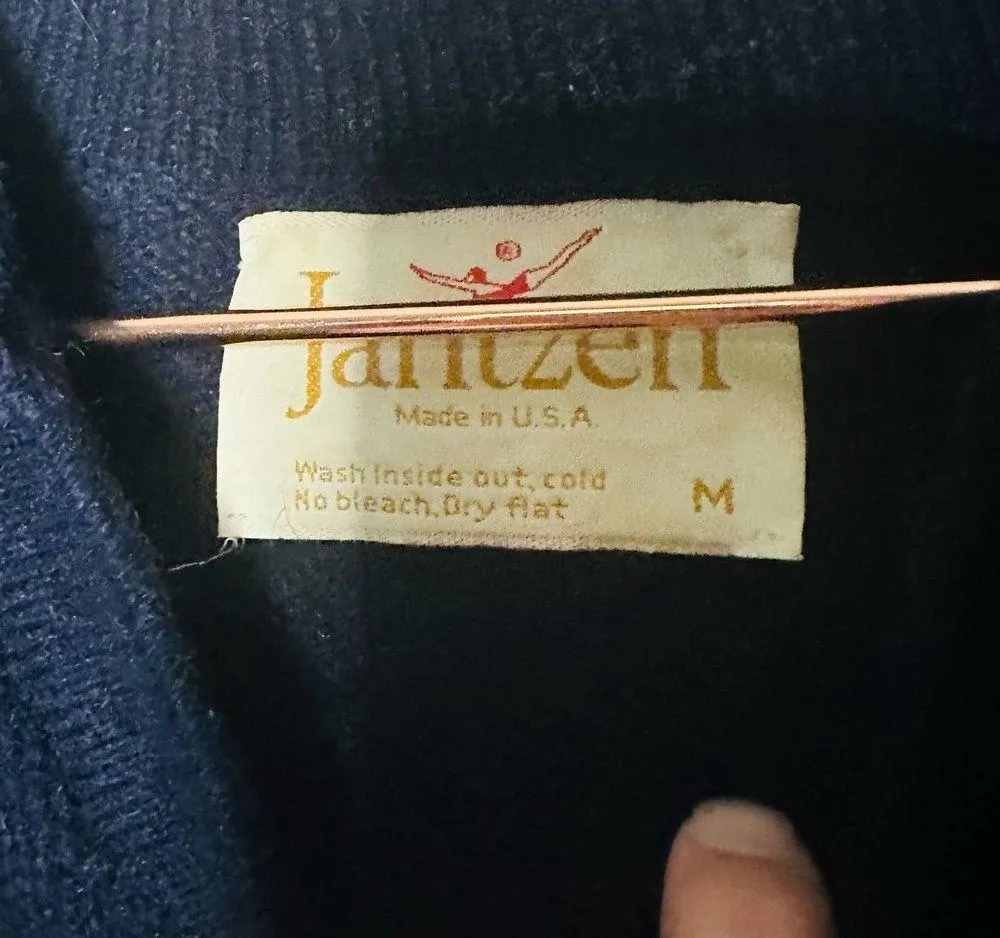 Jantzen
Made in U.S.A.
Wash inside out, cold
No bleach, Dry flat
M